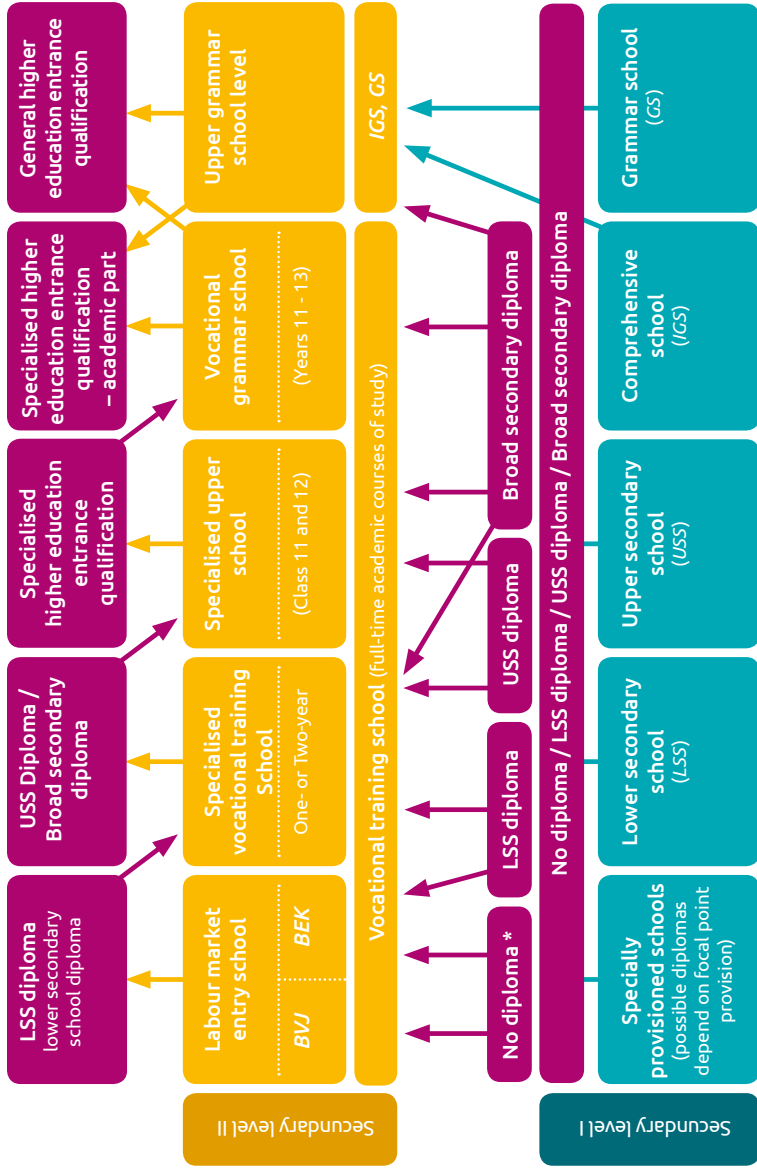 LSS diploma
lower secondary
school diploma
USS Diploma /
Broad secondary
diploma
Specialised
higher education
entrance
qualification
Specialised higher
education entrance
qualification
– academic part
General higher
education entrance
qualification
Secundary level II
Labour market
entry school
BVJ
BEK
Specialised
vocational training
School
One- or Two-year
Specialised upper
school
(Class 11 and 12)
Vocational
grammar school
(Years 11 - 13)
Upper grammar
school level
Vocational training school (full-time academic courses of study)
IGS, GS
No diploma *
LSS diploma
USS diploma
Broad secondary diploma
No diploma / LSS diploma / USS diploma / Broad secondary diploma
Secundary level I
Specially
provisioned schools
(possible diplomas
depend on focal point
provision)
Lower secondary
school
(LSS)
Upper secondary
school
(USS)
Comprehensive
school
(IGS)
Grammar school
(GS)